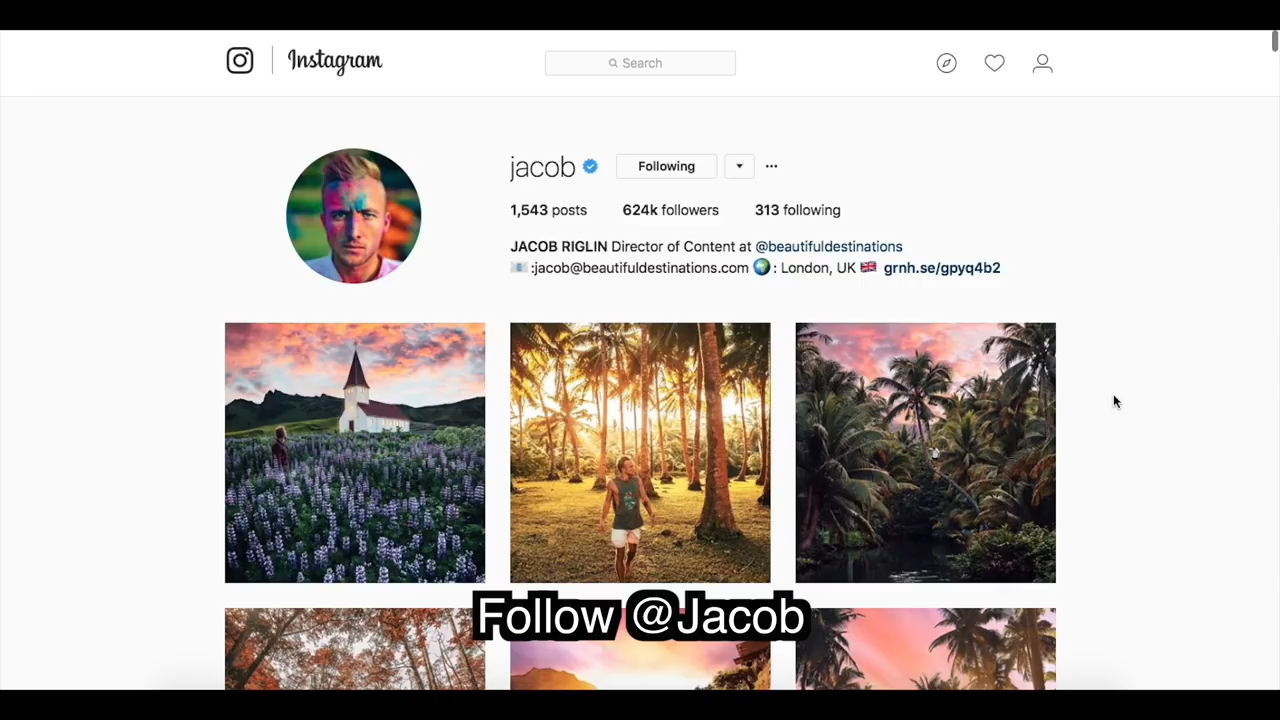 Instagram
Search
jacob Following
1,543 posts 624k followers 313 following
JACOB RIGLIN Director of Content at @beautifuldestinations
:jacob@beautifuldestinations.com : London, UK grnh.se/gpyq4b2
Follow @Jacob